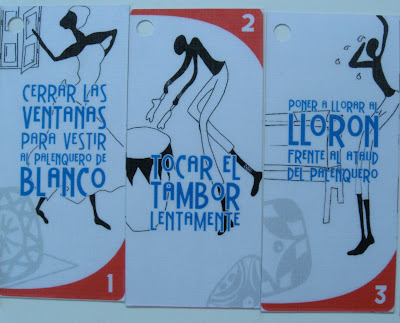 CERRAR LAS
VENTANAS
PARA VESTIR
AL PALENQUERO DE
BLANCO
1
2
TOCAR EL
TAMBOR
LENTAMENTE
PONER A LLORAR AL
LLORON
FRENTE AL ATAUD
DEL PALENQUERO
3